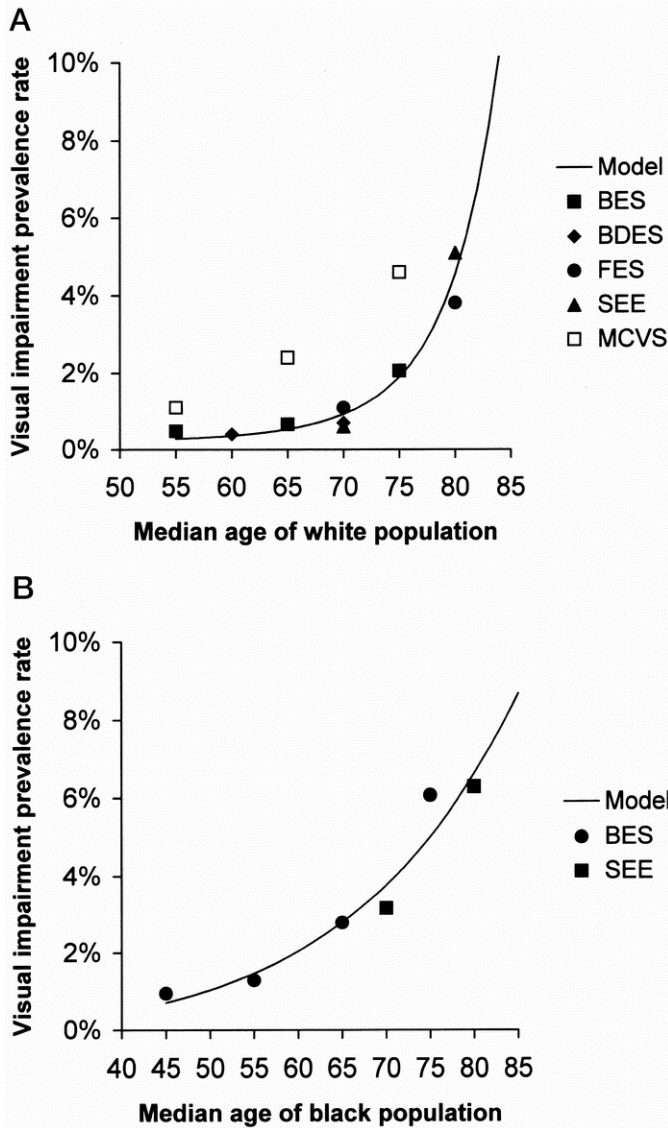 A
Visual impairment prevalence rate
10%
8%
6%
4%
2%
0%
50 55 60 65 70 75 80 85
Median age of white population
Model
BES
BDES
FES
SEE
MCVS
B
Visual impairment prevalence rate
10%
8%
6%
4%
2%
0%
40 45 50 55 60 65 70 75 80 85
Median age of black population
Model
BES
SEE